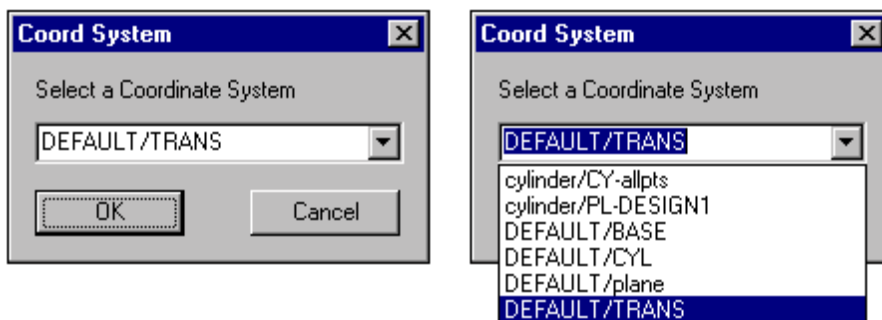 Coord System
Select a Coordinate System
DEFAULT/TRANS
OK
Cancel
Coord System
Select a Coordinate System
DEFAULT/TRANS
cylinder/CY-allpts
cylinder/PL-DESIGN1
DEFAULT/BASE
DEFAULT/CYL
DEFAULT/plane
DEFAULT/TRANS